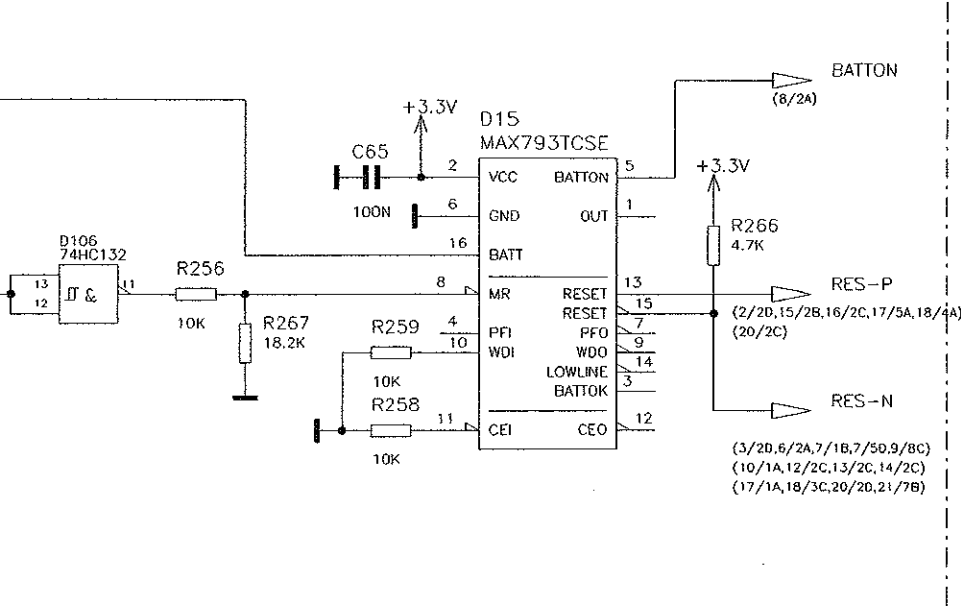 BATTON
(8/2A)
+3.3V
D15
MAX793TCSE
C65
100N
2 VCC BATTON 5
6 GND OUT 1
16 BATT
+3.3V
R266
4.7K
D106
74HC132
13
12
&
11
R256
10K
8 MR RESET 13
RES-P
(2/2D,15/2B,16/2C,17/5A,18/4A)
(20/2C)
RESET 15
R267
18.2K
R259
10K
4 PFI PFO 7
10 WDI WDO 9
LOWLINE 14
BATTOK 3
R258
10K
11 CEI CEO 12
RES-N
(3/2D,6/2A,7/1B,7/5D,9/8C)
(10/1A,12/2C,13/2C,14/2C)
(17/1A,18/3C,20/2D,21/7B)